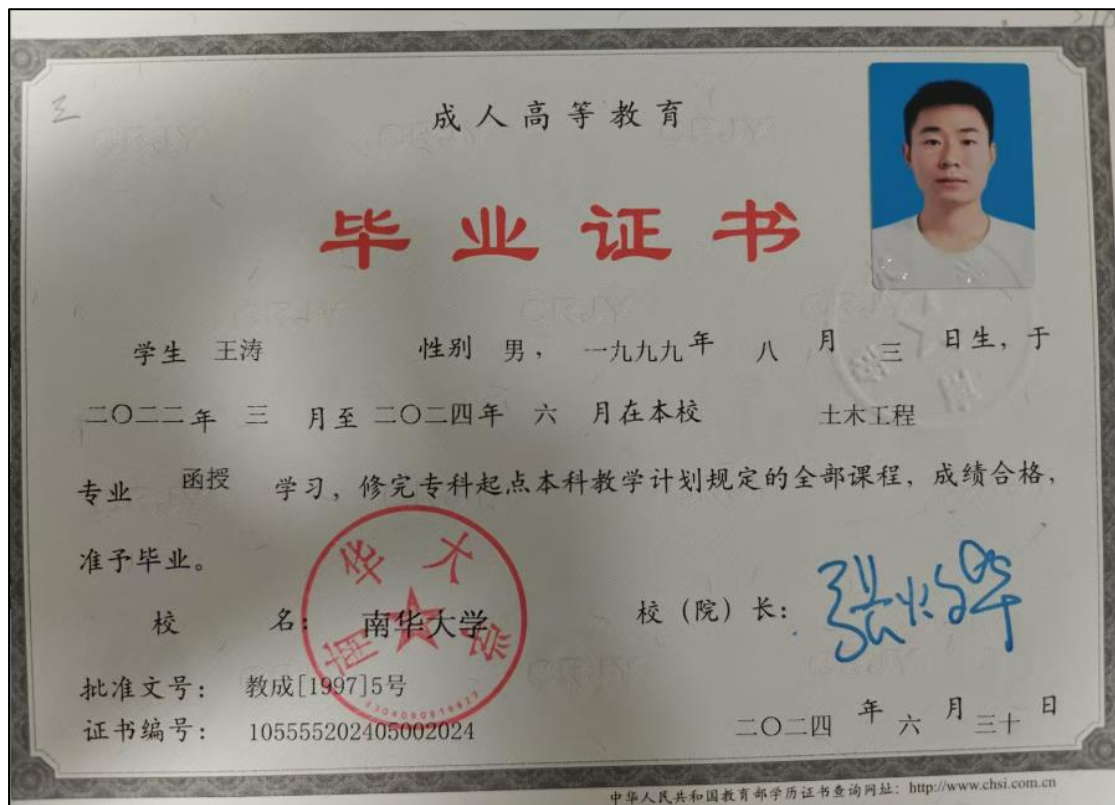 成人高等教育
毕业证书
学生 王涛 性别 男， 一九九九年 八 月 三 日生，于
二〇二二年 三 月至 二〇二四年 六 月在本校 土木工程
专业 函授 学习，修完专科起点本科教学计划规定的全部课程，成绩合格，
准予毕业。
校 名： 南华大学 校（院）长：
南华大学
批准文号： 教成[1997]5号
证书编号： 105555202405002024
二〇二四 年 六 月 三十 日
中华人民共和国教育部学历证书查询网址：http://www.chsi.com.cn